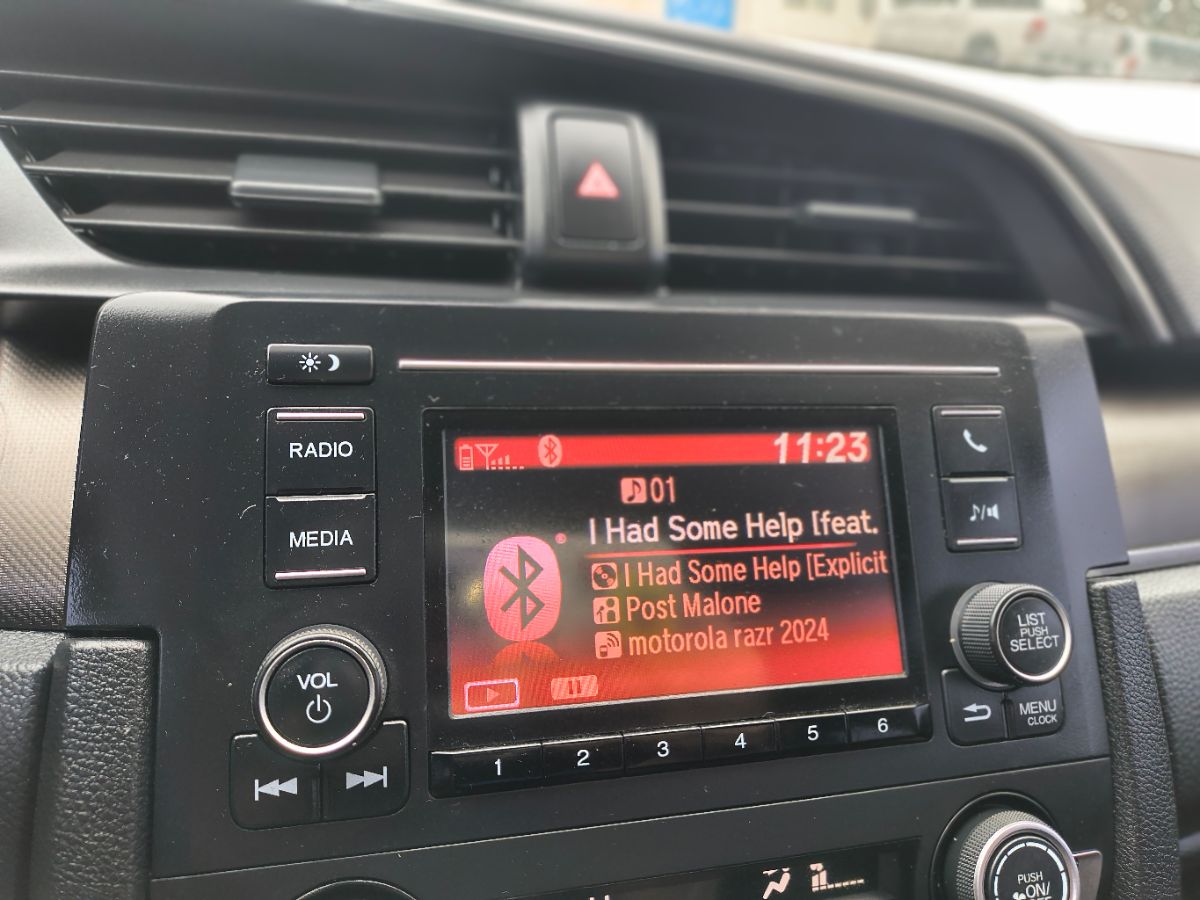 RADIO
MEDIA
VOL
11:23
01
I Had Some Help [feat.
I Had Some Help [Explicit
Post Malone
motorola razr 2024
1 2 3 4 5 6
LIST
PUSH
SELECT
MENU
CLOCK
PUSH
ON/